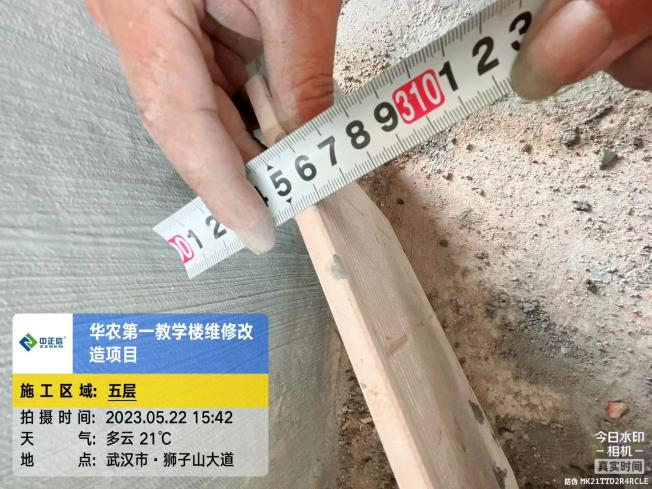 1 2 3 5 6 7 8 9 310 1 2 3
中正信
华农第一教学楼维修改
造项目
施工区域: 五层
拍摄时间: 2023.05.22 15:42
天 气: 多云 21℃
地 点: 武汉市·狮子山大道
今日水印
-相机-
真实时间
防伪 MK21TTD2R4RCLE